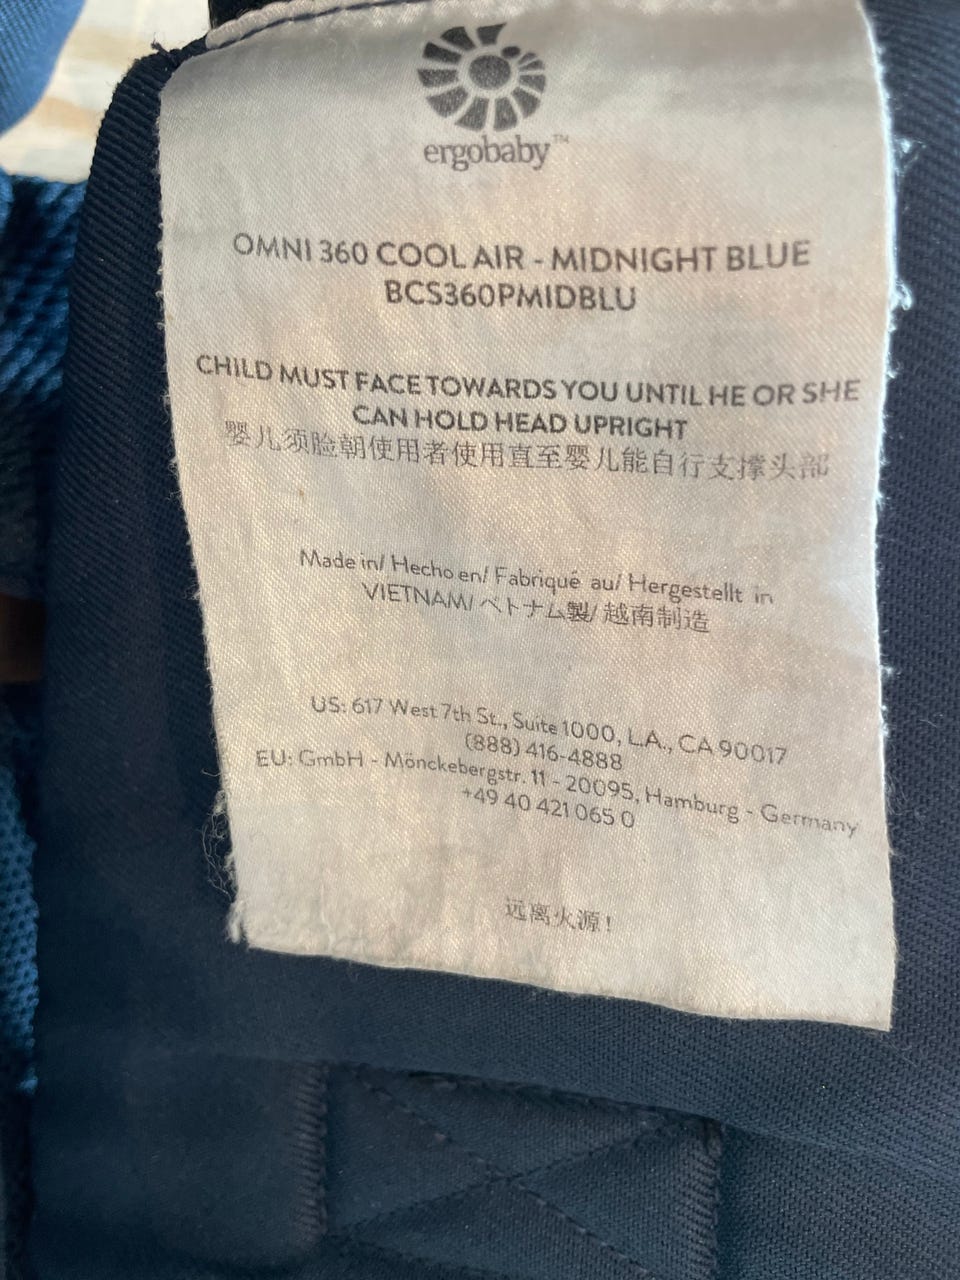 ergobaby™
OMNI 360 COOL AIR - MIDNIGHT BLUE
BCS360PMIDBLU
CHILD MUST FACE TOWARDS YOU UNTIL HE OR SHE
CAN HOLD HEAD UPRIGHT
婴儿须脸朝使用者使用直至婴儿能自行支撑头部
Made in/ Hecho en/ Fabriqué au/ Hergestellt in
VIETNAM/ ベトナム製/ 越南制造
US: 617 West 7th St., Suite 1000, L.A., CA 90017
(888) 416-4888
EU: GmbH - Mönckebergstr. 11 - 20095, Hamburg - Germany
+49 40 421 065 0
远离火源!